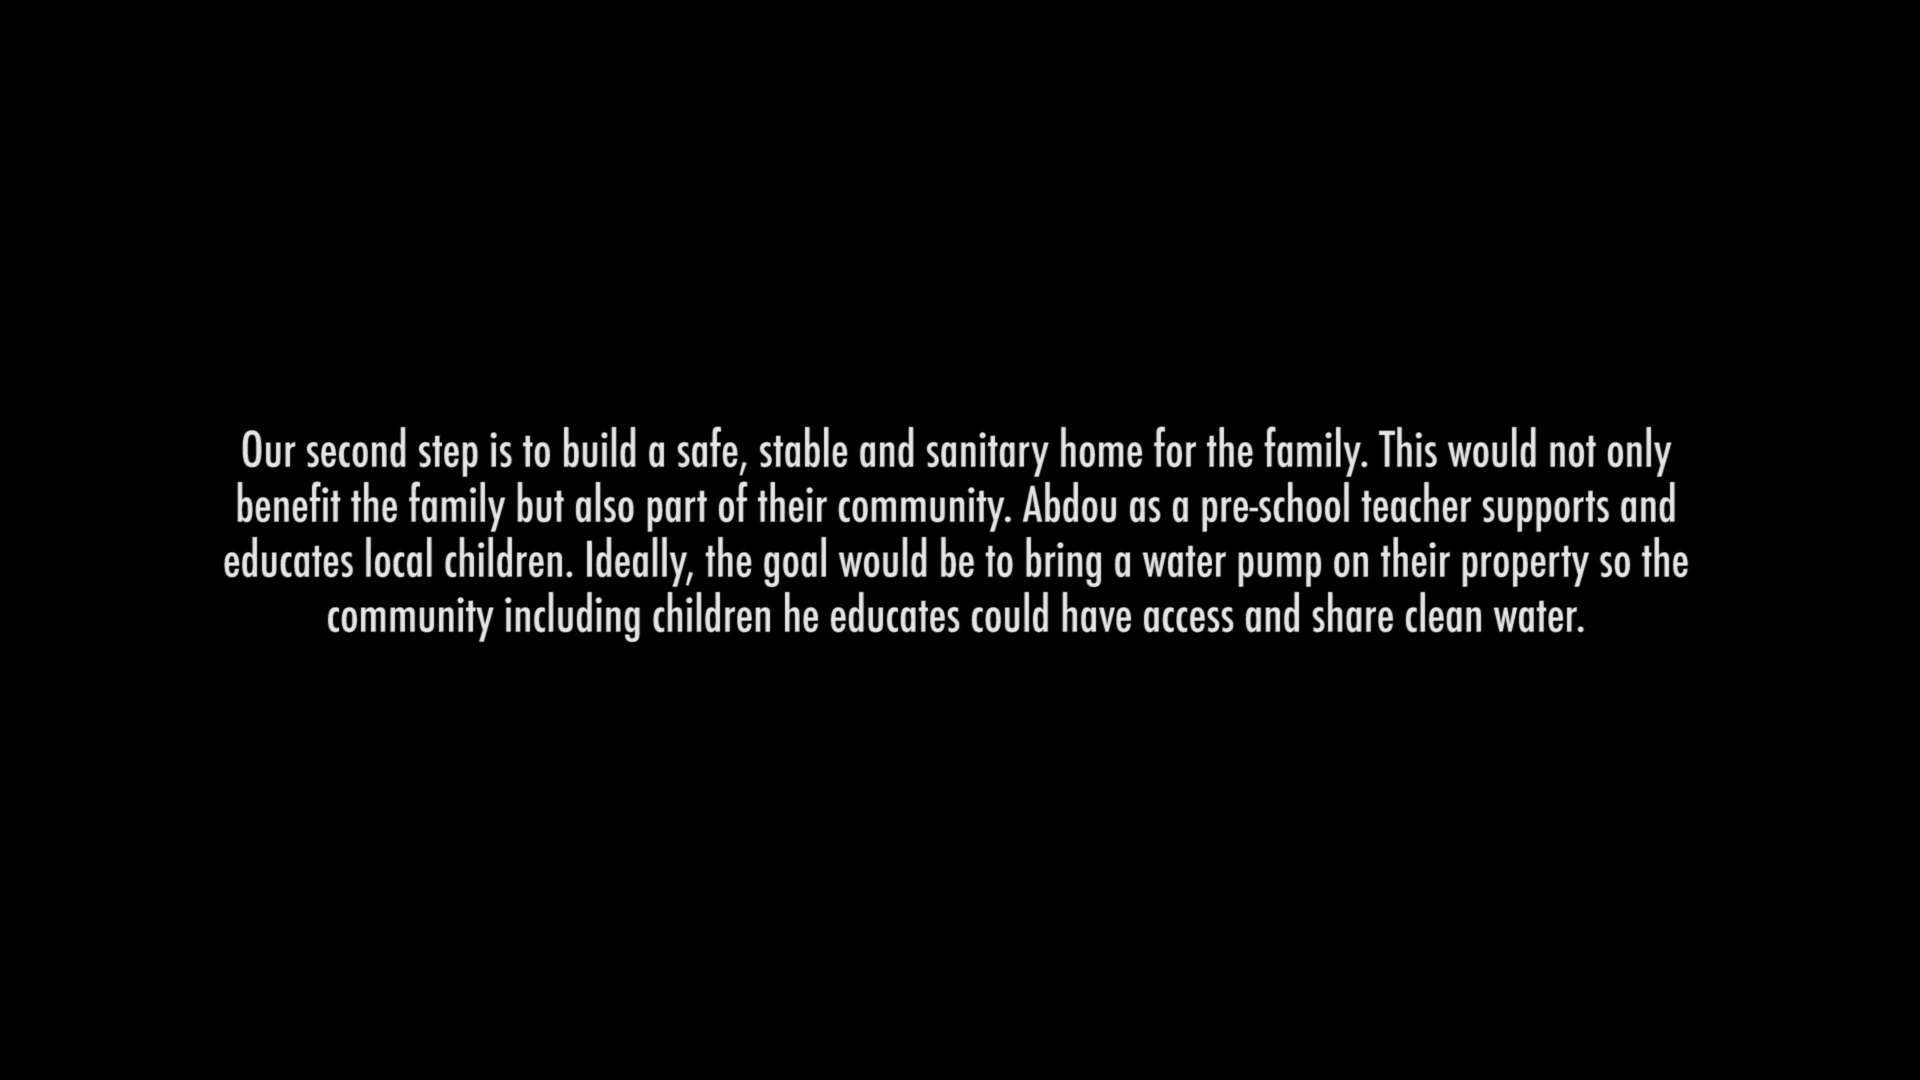 Our second step is to build a safe, stable and sanitary home for the family. This would not only
benefit the family but also part of their community. Abdou as a pre-school teacher supports and
educates local children. Ideally, the goal would be to bring a water pump on their property so the
community including children he educates could have access and share clean water.